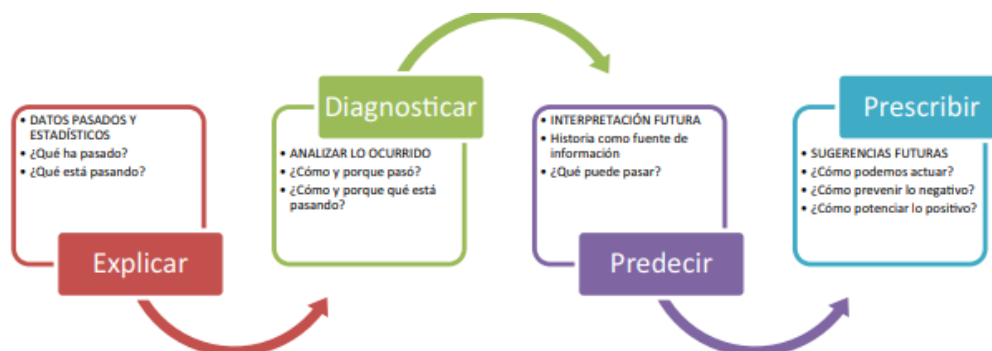 • DATOS PASADOS Y
ESTADÍSTICOS
• ¿Qué ha pasado?
• ¿Qué está pasando?
Explicar
Diagnosticar
• ANALIZAR LO OCURRIDO
• ¿Cómo y porque pasó?
• ¿Cómo y porque qué está
pasando?
• INTERPRETACIÓN FUTURA
• Historia como fuente de
información
• ¿Qué puede pasar?
Predecir
Prescribir
• SUGERENCIAS FUTURAS
• ¿Cómo podemos actuar?
• ¿Cómo prevenir lo negativo?
• ¿Cómo potenciar lo positivo?